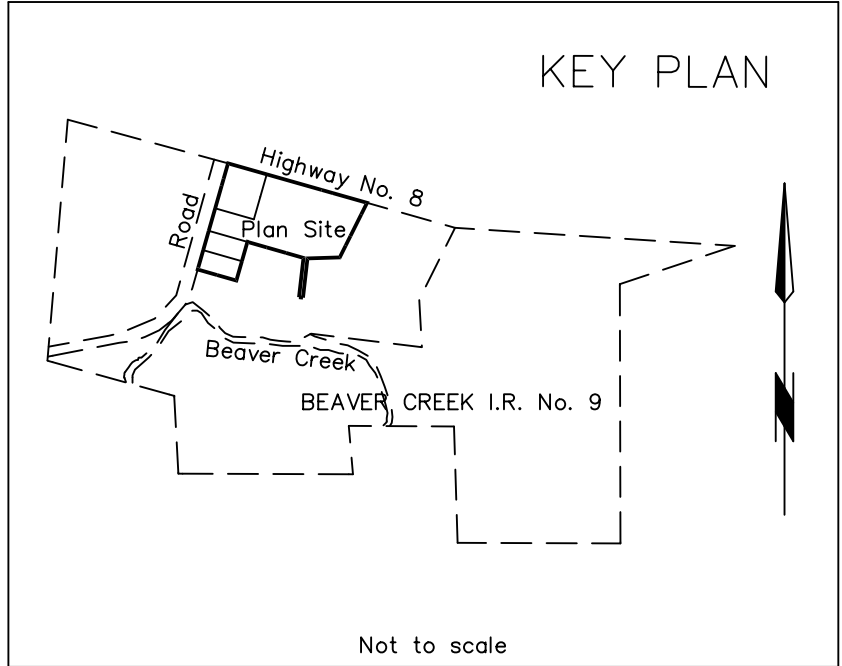 KEY PLAN
Highway No. 8
Road
Plan Site
Beaver Creek
BEAVER CREEK I.R. No. 9
N
Not to scale